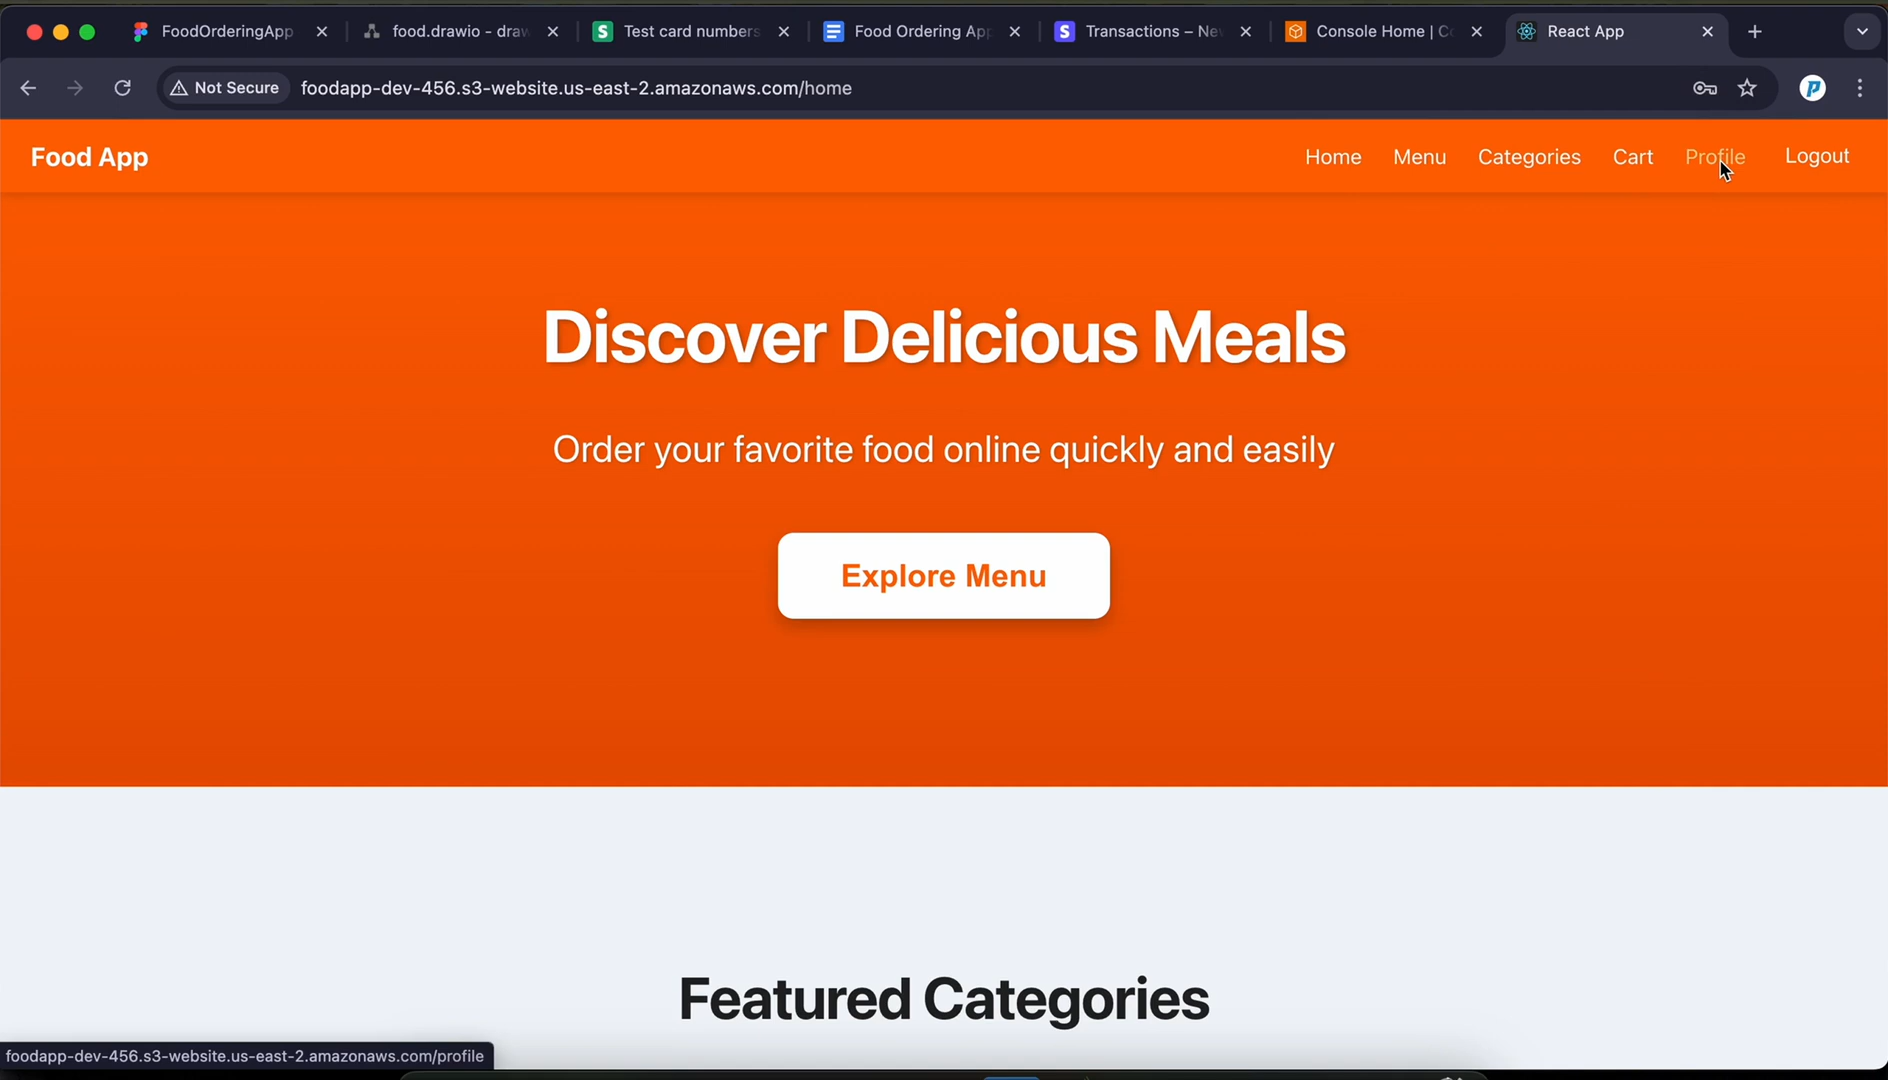 FoodOrderingApp
food.drawio - draw
Test card numbers
Food Ordering App
Transactions – New
Console Home | Co
React App
Not Secure
foodapp-dev-456.s3-website.us-east-2.amazonaws.com/home
Food App
Home
Menu
Categories
Cart
Profile
Logout
Discover Delicious Meals
Order your favorite food online quickly and easily
Explore Menu
Featured Categories
foodapp-dev-456.s3-website.us-east-2.amazonaws.com/profile